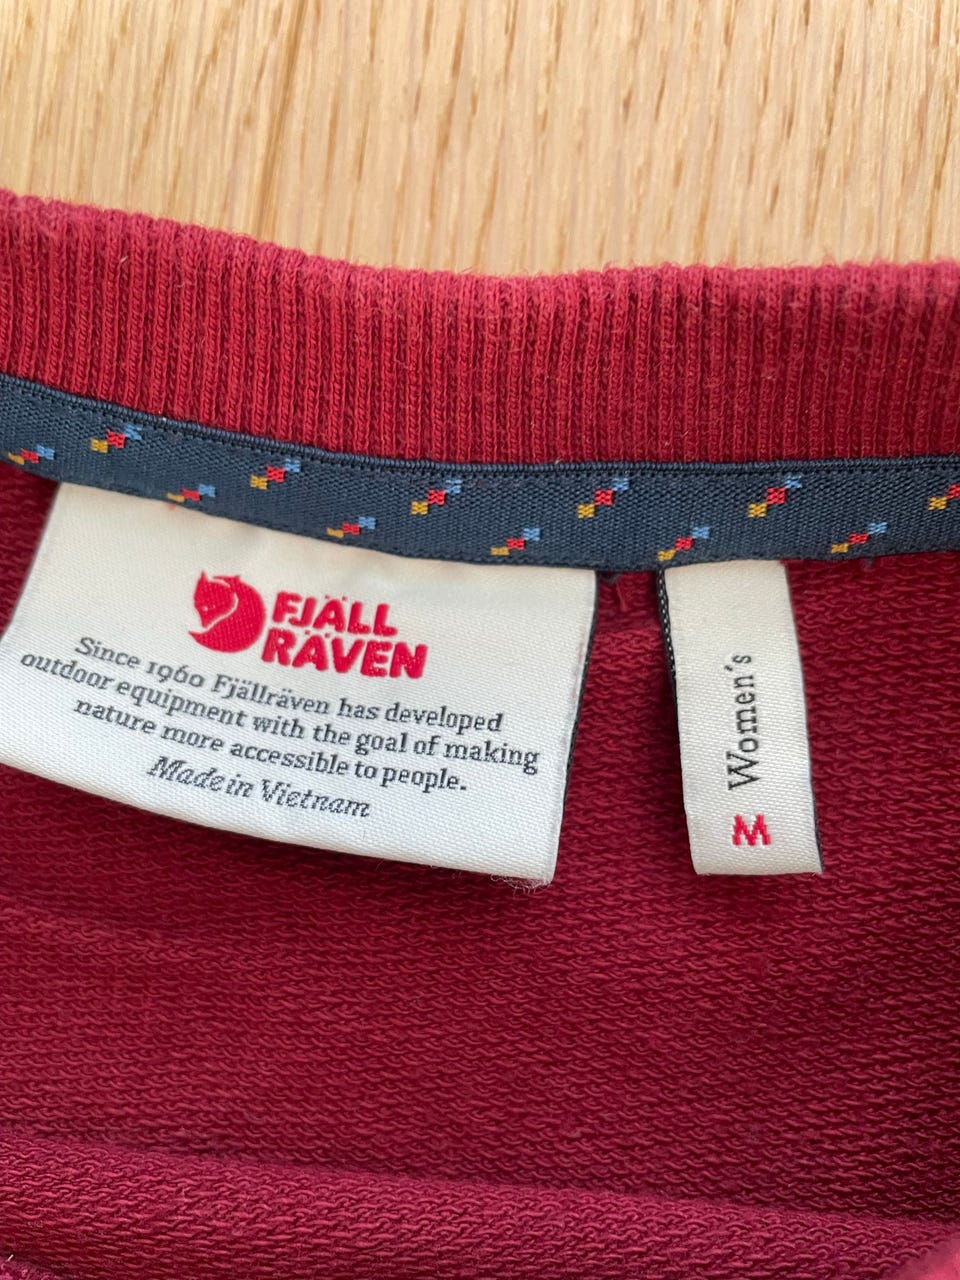 FJÄLL
RÄVEN
Since 1960 Fjällräven has developed
outdoor equipment with the goal of making
nature more accessible to people.
Made in Vietnam
Women's
M